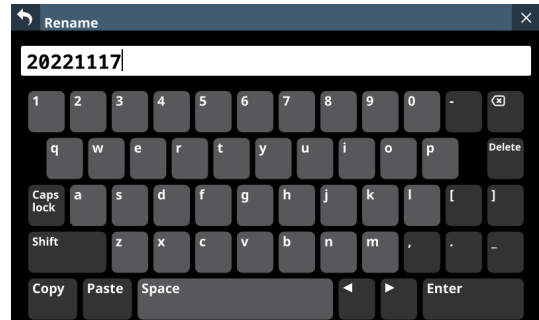 Rename
20221117
1 2 3 4 5 6 7 8 9 0 -
q w e r t y u i o p Delete
Caps lock a s d f g h j k l [ ]
Shift z x c v b n m , . _
Copy Paste Space Enter